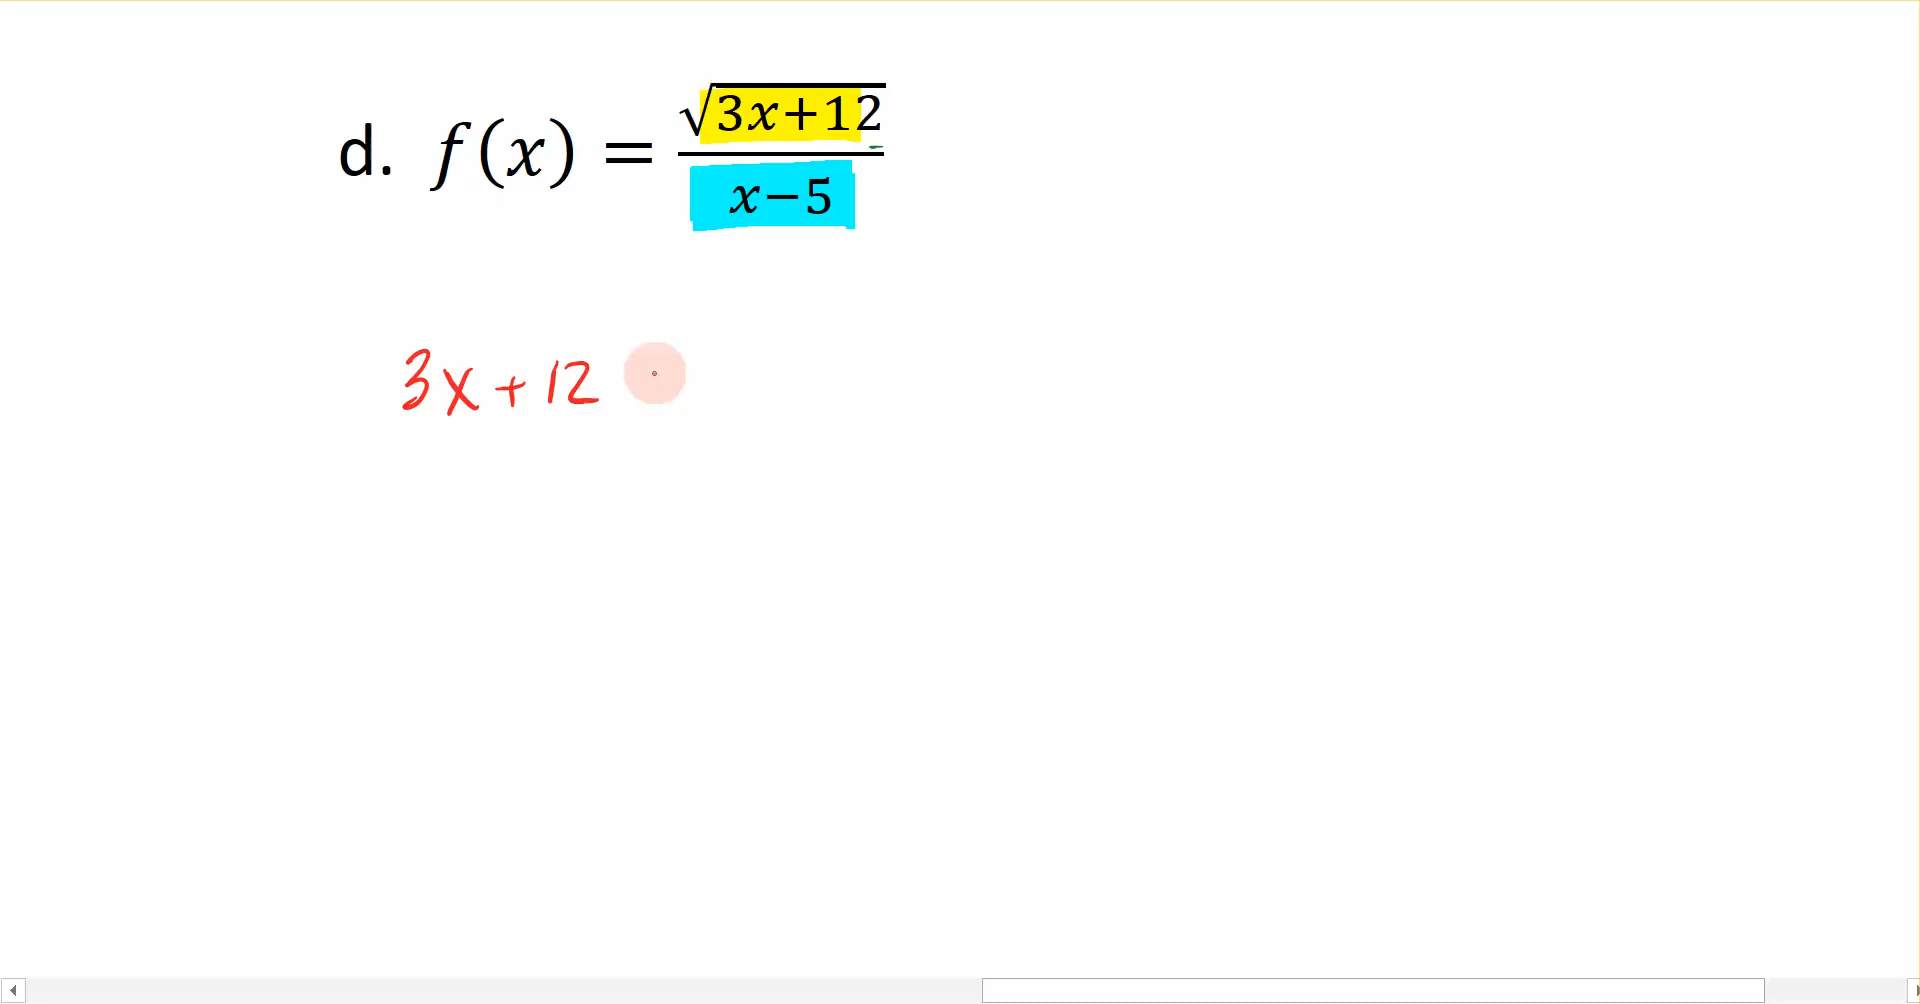 d. f(x) = √(3x+12) / (x−5)
3x + 12